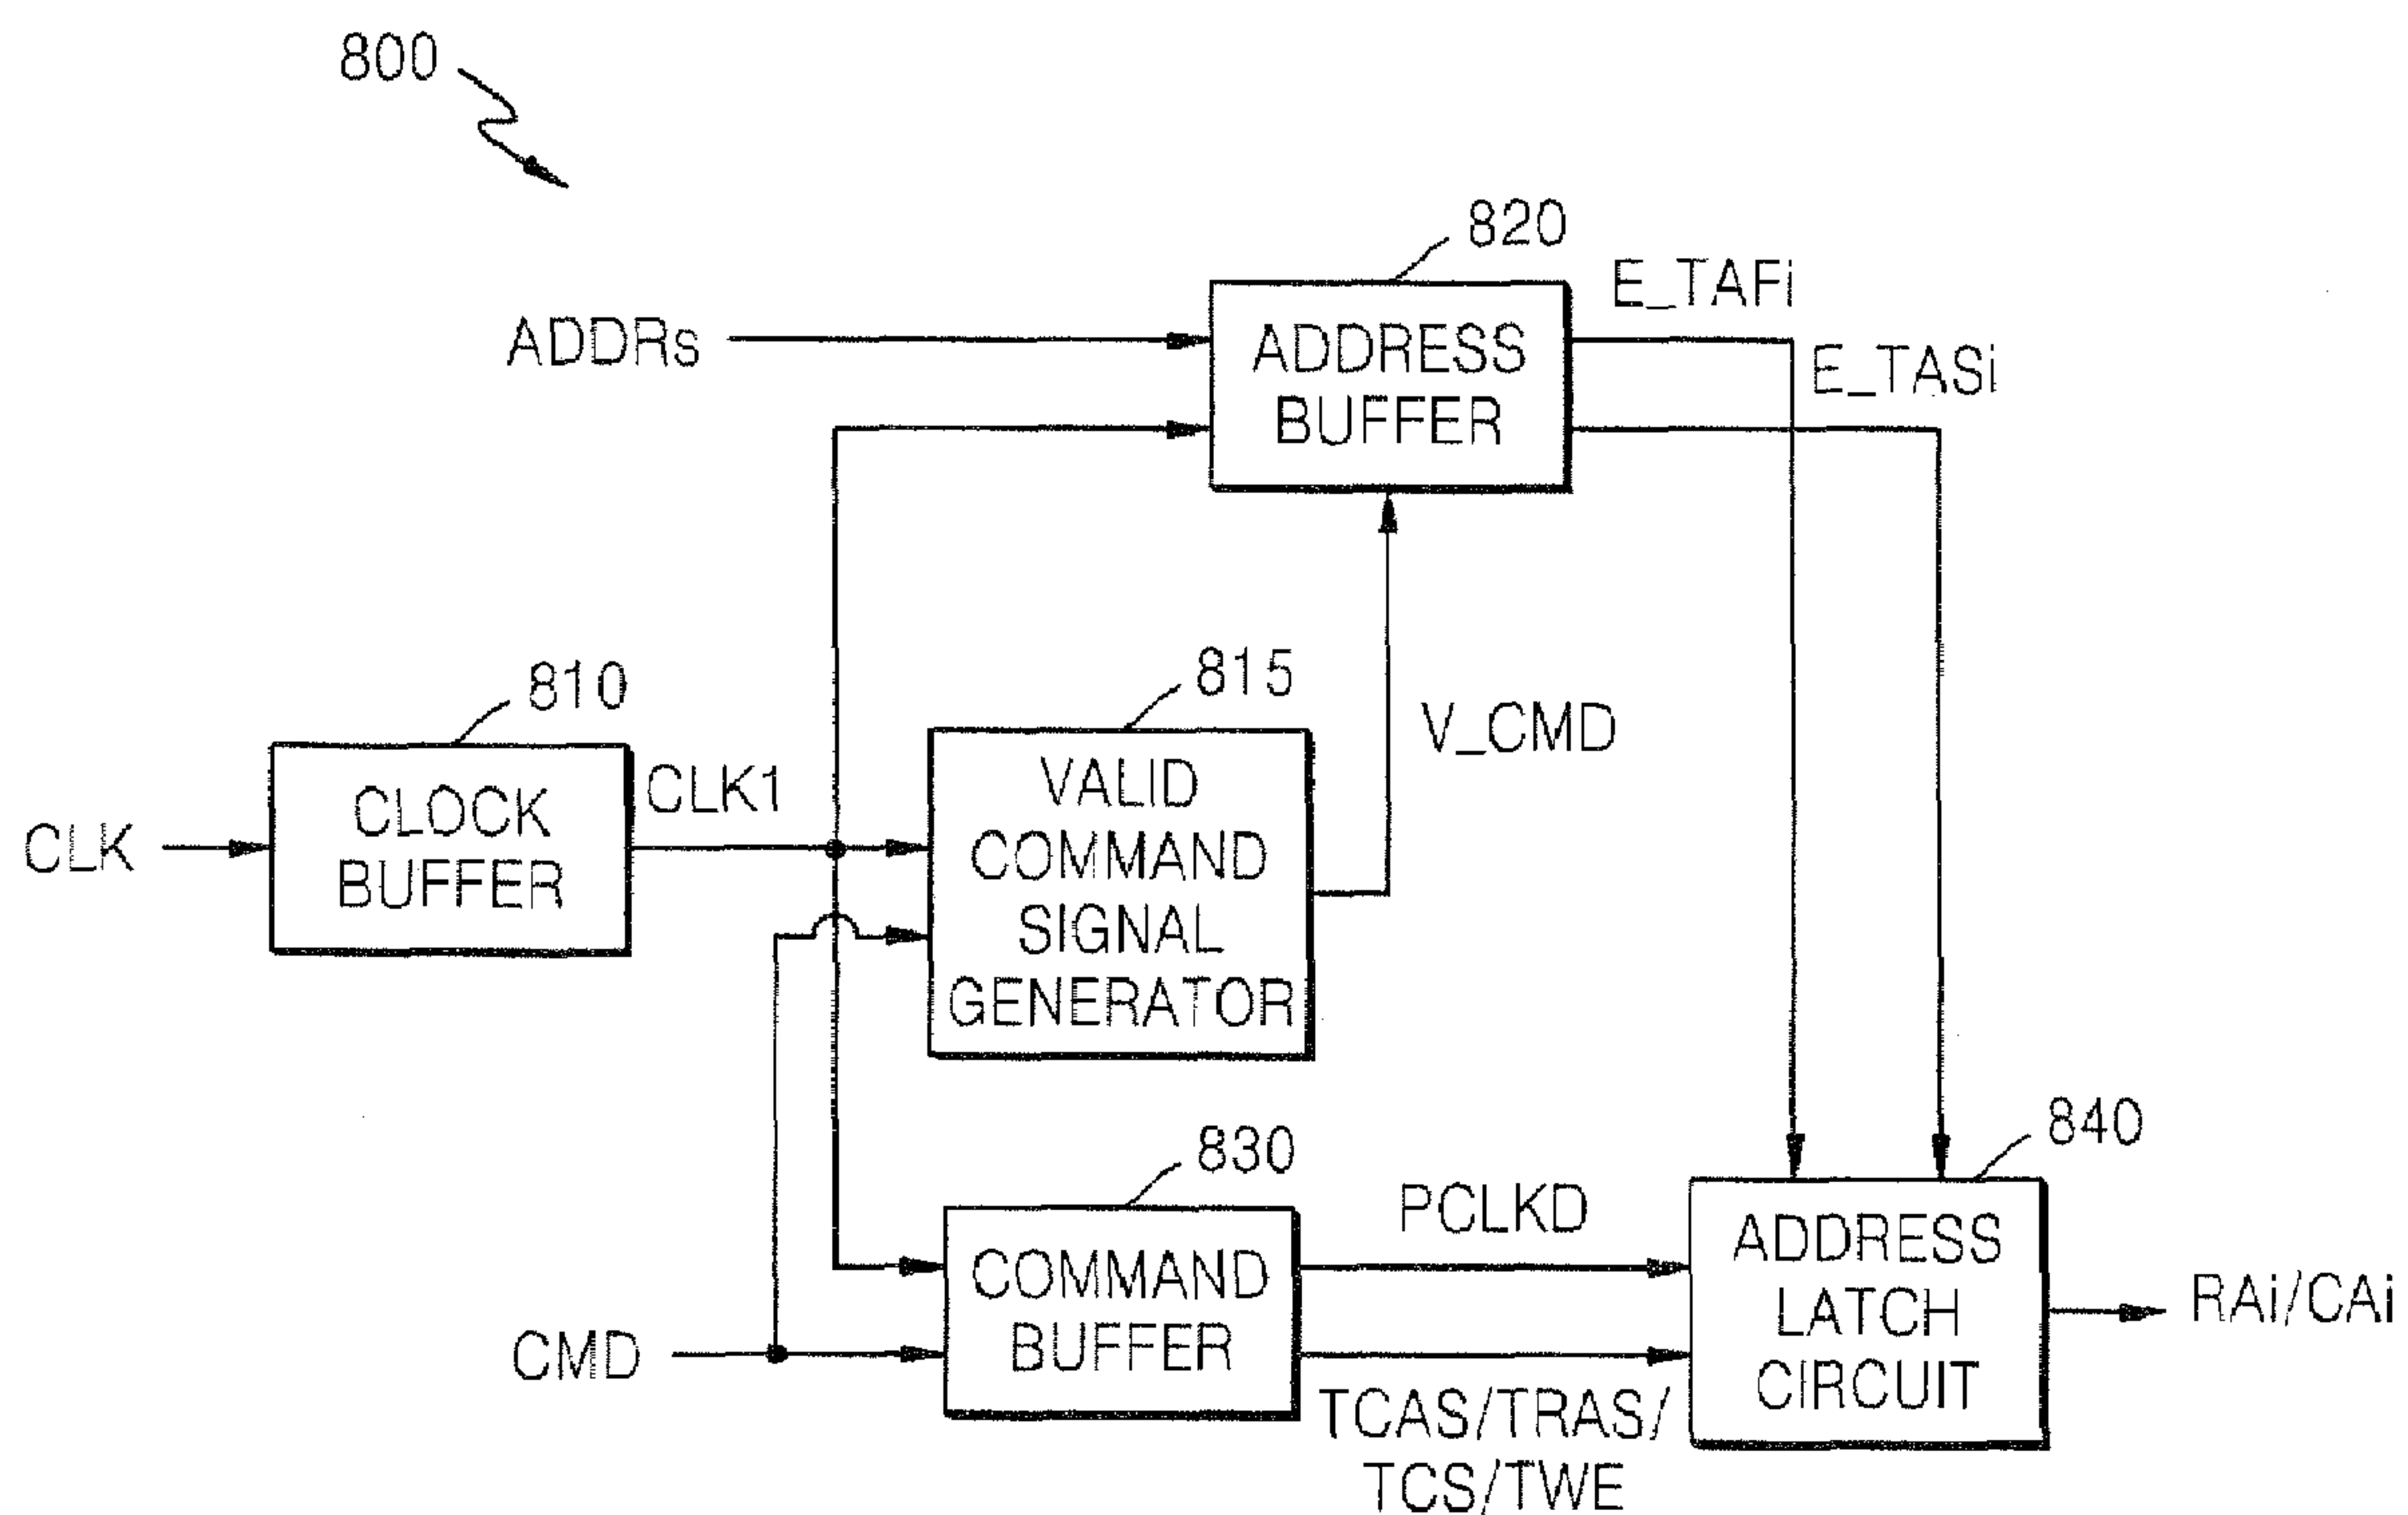 800
820
E_TAFi
ADDRs
ADDRESS
BUFFER
E_TASi
815
810
V_CMD
CLK
CLOCK
BUFFER
CLK1
VALID
COMMAND
SIGNAL
GENERATOR
840
830
PCLKD
CMD
COMMAND
BUFFER
ADDRESS
LATCH
CIRCUIT
RAi/CAi
TCAS/TRAS/
TCS/TWE